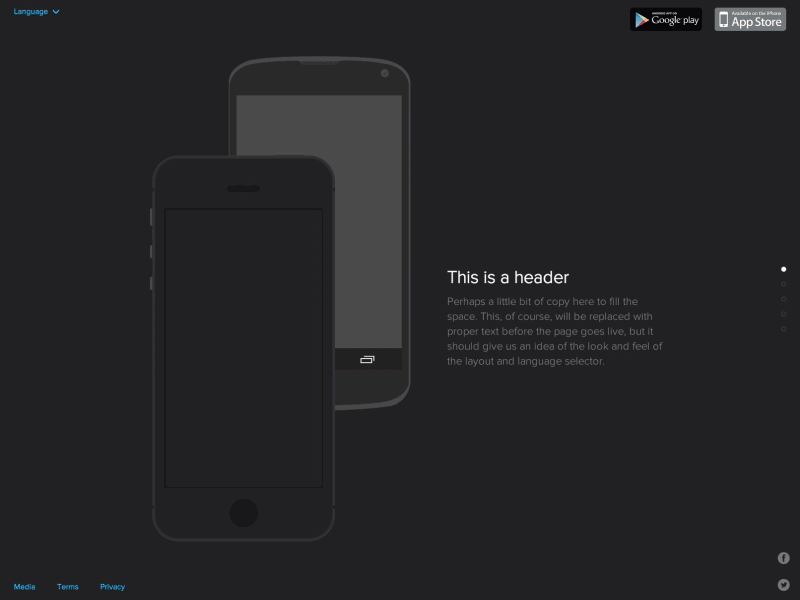 Language
ANDROID APP ON
Google play
Available on the iPhone
App Store
This is a header
Perhaps a little bit of copy here to fill the
space. This, of course, will be replaced with
proper text before the page goes live, but it
should give us an idea of the look and feel of
the layout and language selector.
Media
Terms
Privacy